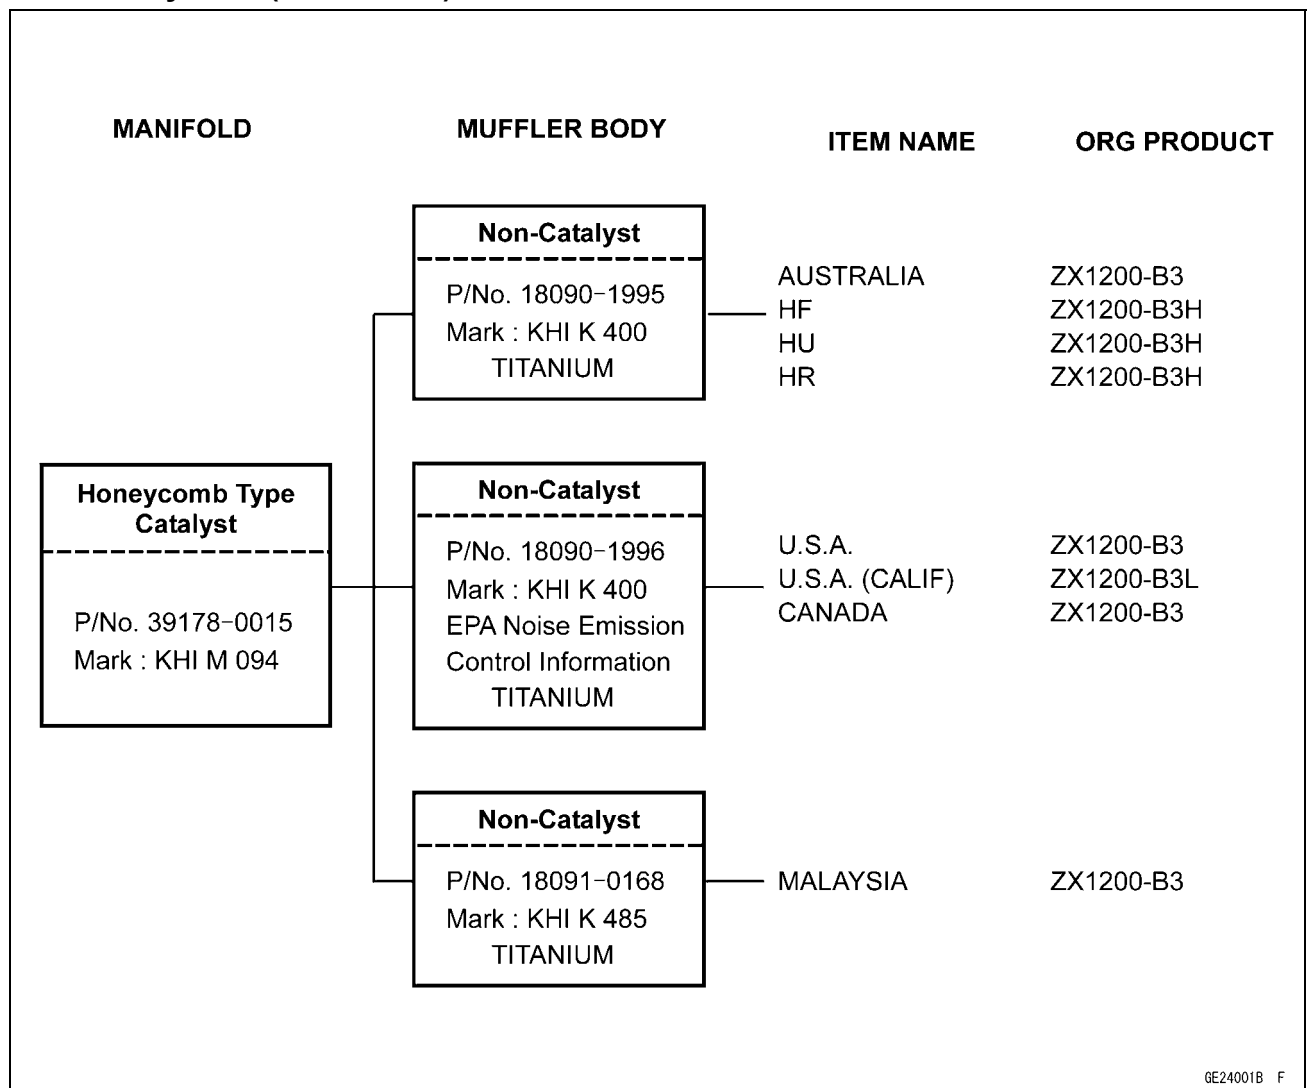 MANIFOLD
MUFFLER BODY
ITEM NAME
ORG PRODUCT
Honeycomb Type
Catalyst
P/No. 39178-0015
Mark : KHI M 094
Non-Catalyst
P/No. 18090-1995
Mark : KHI K 400
TITANIUM
AUSTRALIA ZX1200-B3
HF ZX1200-B3H
HU ZX1200-B3H
HR ZX1200-B3H
Non-Catalyst
P/No. 18090-1996
Mark : KHI K 400
EPA Noise Emission
Control Information
TITANIUM
U.S.A. ZX1200-B3
U.S.A. (CALIF) ZX1200-B3L
CANADA ZX1200-B3
Non-Catalyst
P/No. 18091-0168
Mark : KHI K 485
TITANIUM
MALAYSIA ZX1200-B3
GE24001B F